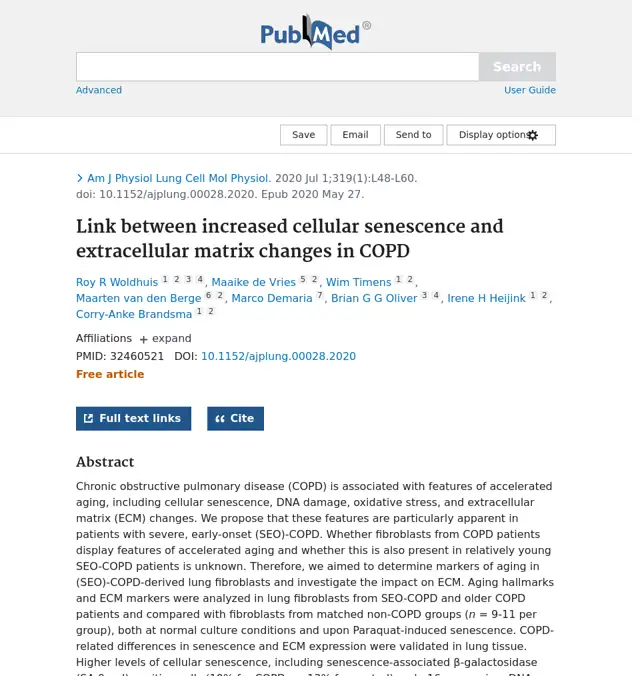 PubMed®
Search
Advanced
User Guide
Save
Email
Send to
Display options
Am J Physiol Lung Cell Mol Physiol. 2020 Jul 1;319(1):L48-L60.
doi: 10.1152/ajplung.00028.2020. Epub 2020 May 27.
Link between increased cellular senescence and
extracellular matrix changes in COPD
Roy R Woldhuis 1 2 3 4, Maaike de Vries 5 2, Wim Timens 1 2,
Maarten van den Berge 6 2, Marco Demaria 7, Brian G G Oliver 3 4, Irene H Heijink 1 2,
Corry-Anke Brandsma 1 2
Affiliations + expand
PMID: 32460521 DOI: 10.1152/ajplung.00028.2020
Free article
Full text links
Cite
Abstract
Chronic obstructive pulmonary disease (COPD) is associated with features of accelerated
aging, including cellular senescence, DNA damage, oxidative stress, and extracellular
matrix (ECM) changes. We propose that these features are particularly apparent in
patients with severe, early-onset (SEO)-COPD. Whether fibroblasts from COPD patients
display features of accelerated aging and whether this is also present in relatively young
SEO-COPD patients is unknown. Therefore, we aimed to determine markers of aging in
(SEO)-COPD-derived lung fibroblasts and investigate the impact on ECM. Aging hallmarks
and ECM markers were analyzed in lung fibroblasts from SEO-COPD and older COPD
patients and compared with fibroblasts from matched non-COPD groups (n = 9-11 per
group), both at normal culture conditions and upon Paraquat-induced senescence. COPD-
related differences in senescence and ECM expression were validated in lung tissue.
Higher levels of cellular senescence, including senescence-associated β-galactosidase